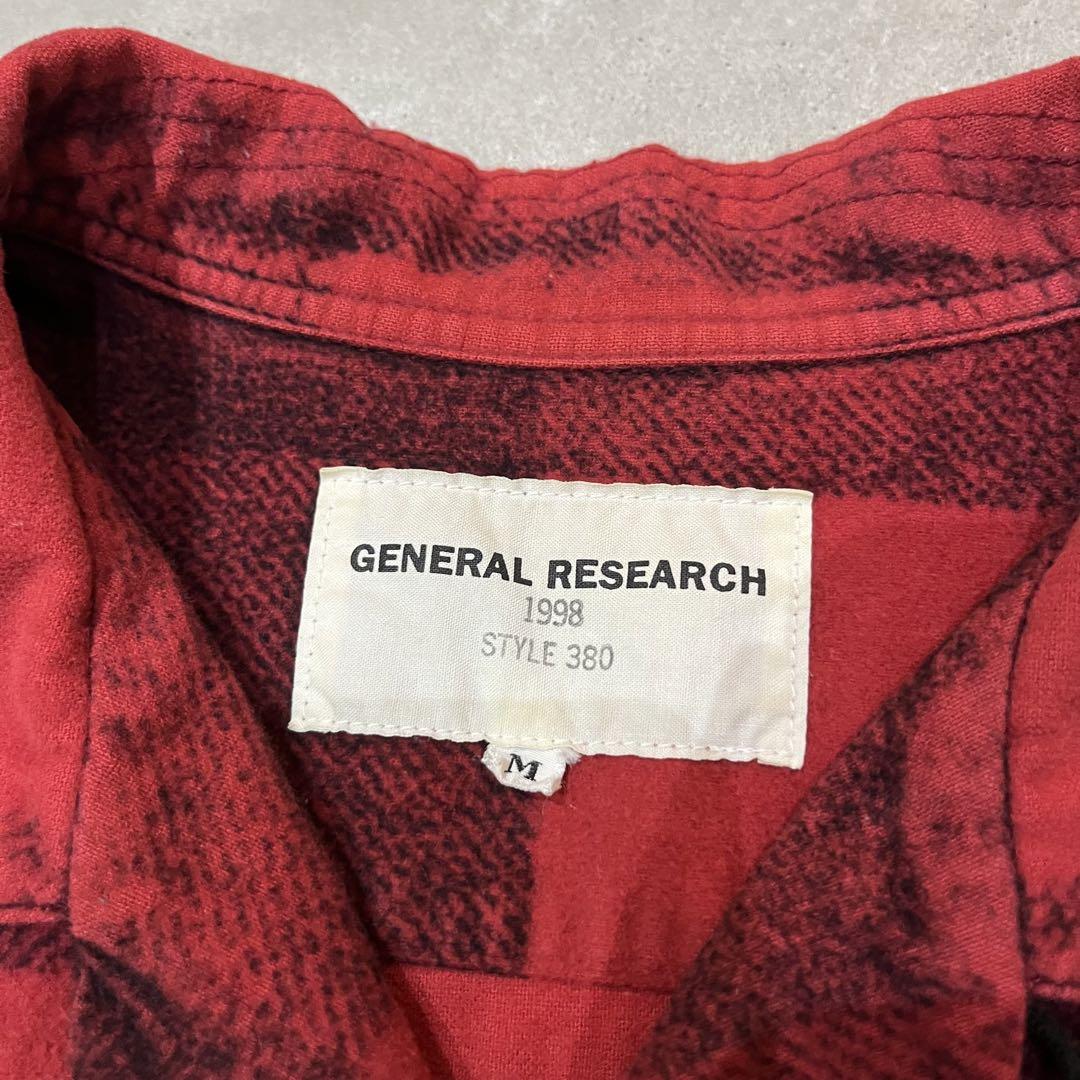 GENERAL RESEARCH
1998
STYLE 380
M